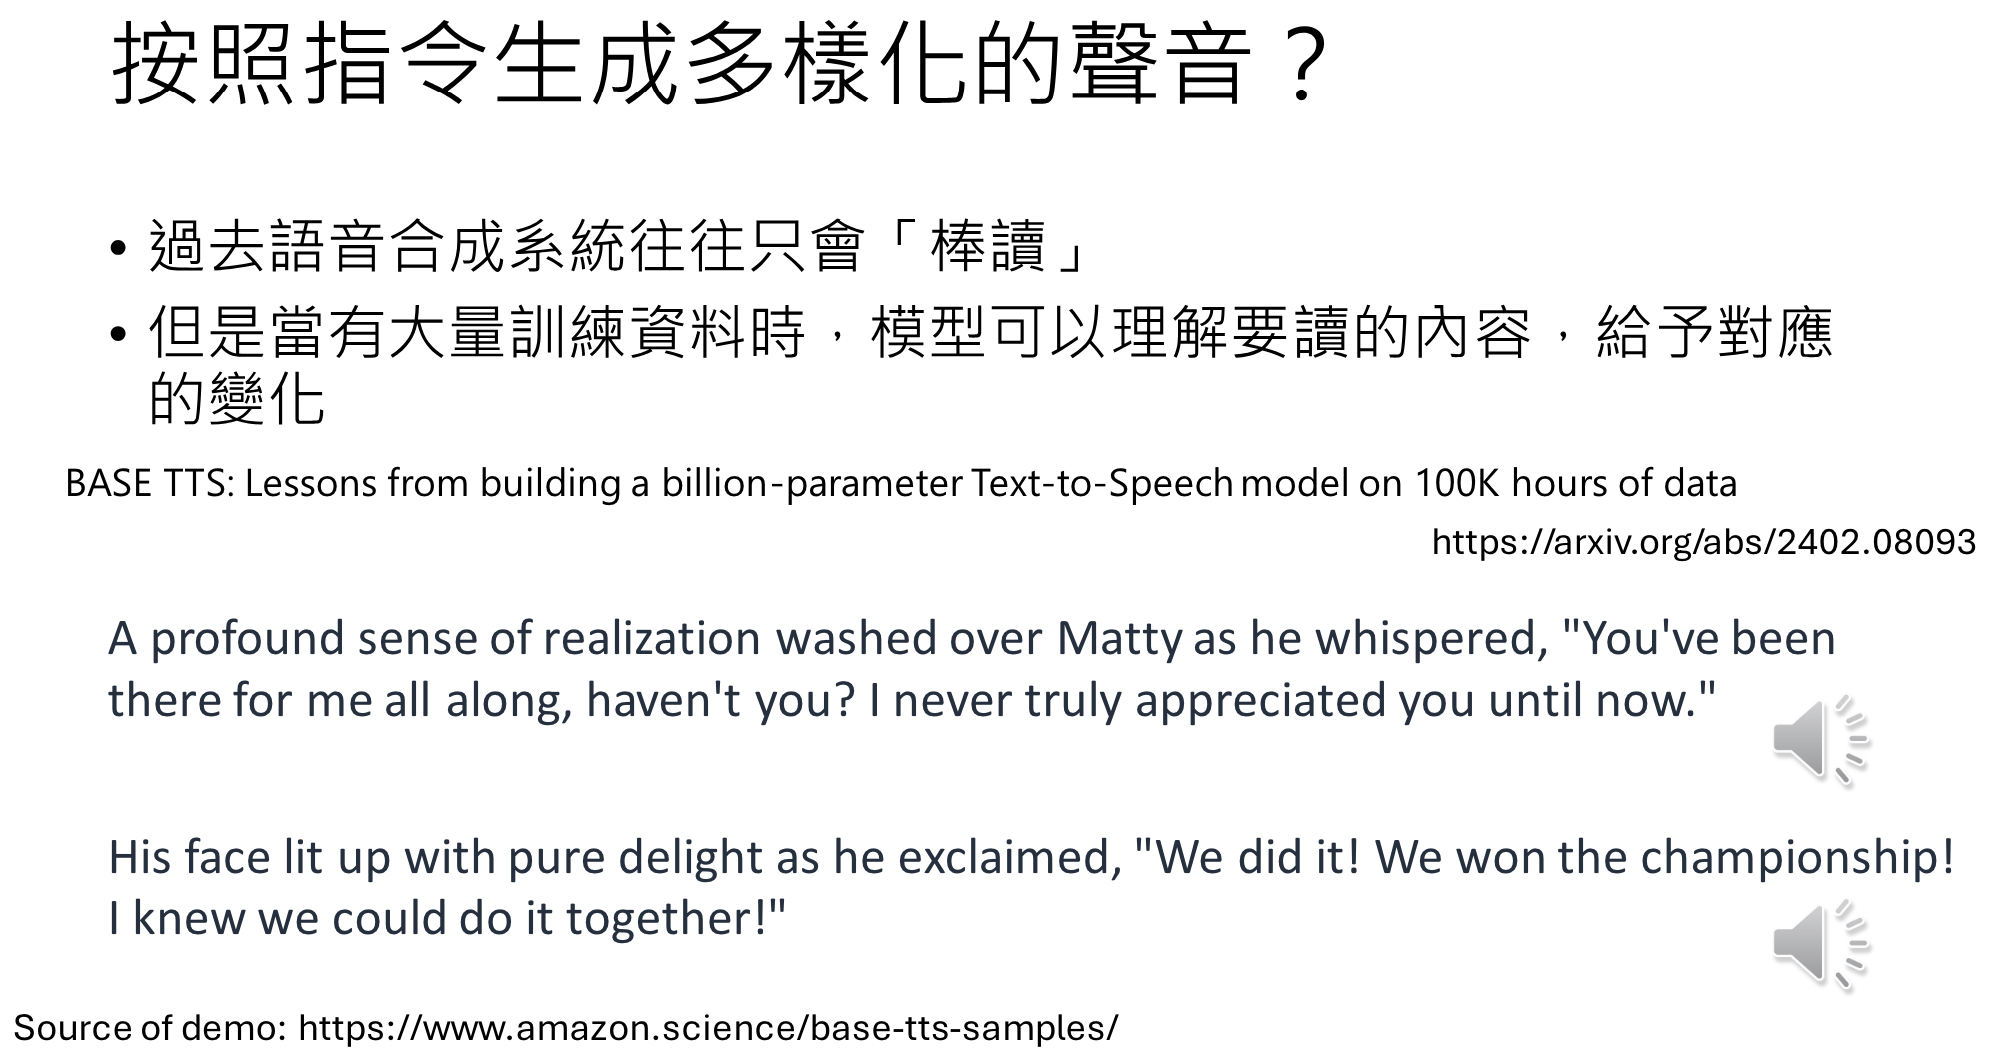 按照指令生成多樣化的聲音？
• 過去語音合成系統往往只會「棒讀」
• 但是當有大量訓練資料時，模型可以理解要讀的內容，給予對應
的變化
BASE TTS: Lessons from building a billion-parameter Text-to-Speech model on 100K hours of data
https://arxiv.org/abs/2402.08093
A profound sense of realization washed over Matty as he whispered, "You've been
there for me all along, haven't you? I never truly appreciated you until now."
His face lit up with pure delight as he exclaimed, "We did it! We won the championship!
I knew we could do it together!"
Source of demo: https://www.amazon.science/base-tts-samples/